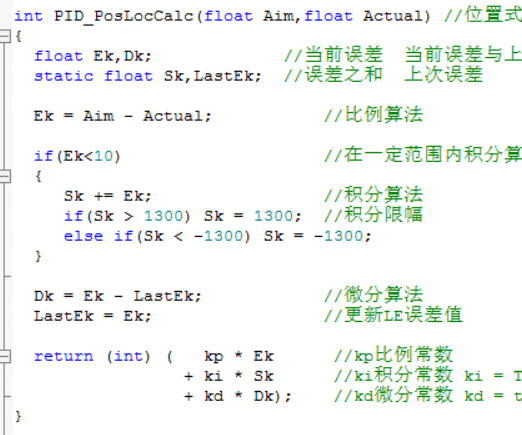 int PID_PosLocCalc(float Aim,float Actual) //位置式
{
float Ek,Dk; //当前误差 当前误差与上
static float Sk,LastEk; //误差之和 上次误差
Ek = Aim - Actual; //比例算法
if(Ek<10) //在一定范围内积分算
{
Sk += Ek; //积分算法
if(Sk > 1300) Sk = 1300; //积分限幅
else if(Sk < -1300) Sk = -1300;
}
Dk = Ek - LastEk; //微分算法
LastEk = Ek; //更新LE误差值
return (int) ( kp * Ek //kp比例常数
+ ki * Sk //ki积分常数 ki = T
+ kd * Dk); //kd微分常数 kd = t
}